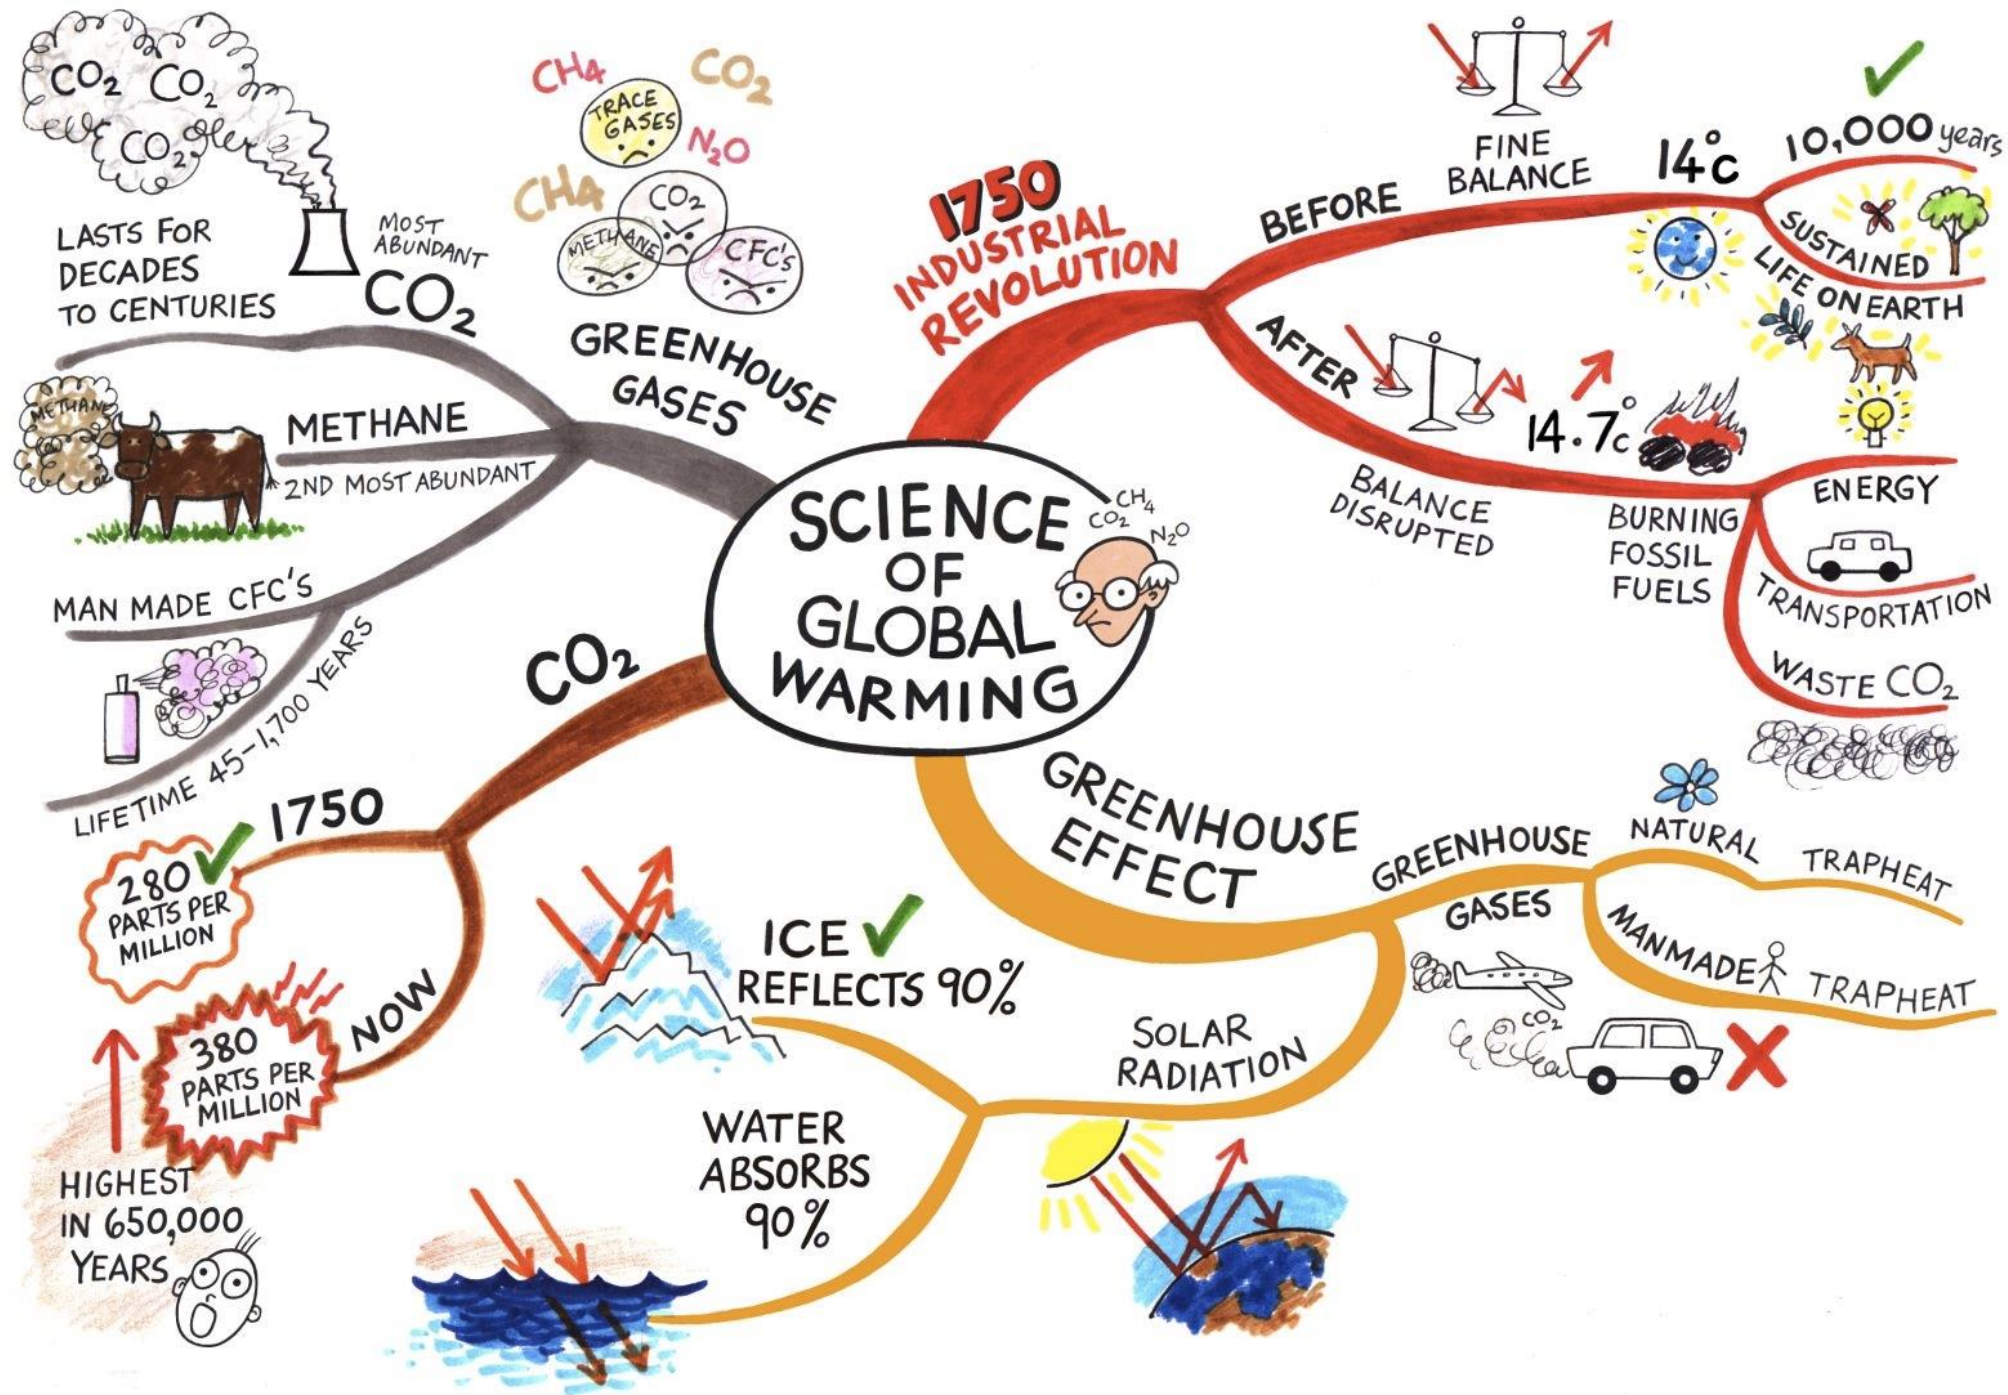 SCIENCE
OF
GLOBAL
WARMING
CH4
CO2
N2O
1750
INDUSTRIAL
REVOLUTION
BEFORE
FINE
BALANCE
14°C
10,000 years
SUSTAINED
LIFE ON EARTH
AFTER
BALANCE
DISRUPTED
14.7°C
BURNING
FOSSIL
FUELS
ENERGY
TRANSPORTATION
WASTE CO2
GREENHOUSE
EFFECT
GREENHOUSE
GASES
NATURAL
TRAP HEAT
MANMADE
TRAP HEAT
CO2
SOLAR
RADIATION
ICE
REFLECTS 90%
WATER
ABSORBS
90%
CO2
1750
280
PARTS PER
MILLION
NOW
380
PARTS PER
MILLION
HIGHEST
IN 650,000
YEARS
GREENHOUSE
GASES
CH4
CO2
TRACE
GASES
N2O
CH4
CO2
METHANE
CFC'S
CO2 CO2
CO2
MOST
ABUNDANT
CO2
LASTS FOR
DECADES
TO CENTURIES
METHANE
METHANE
2ND MOST ABUNDANT
MAN MADE CFC'S
LIFETIME 45-1,700 YEARS